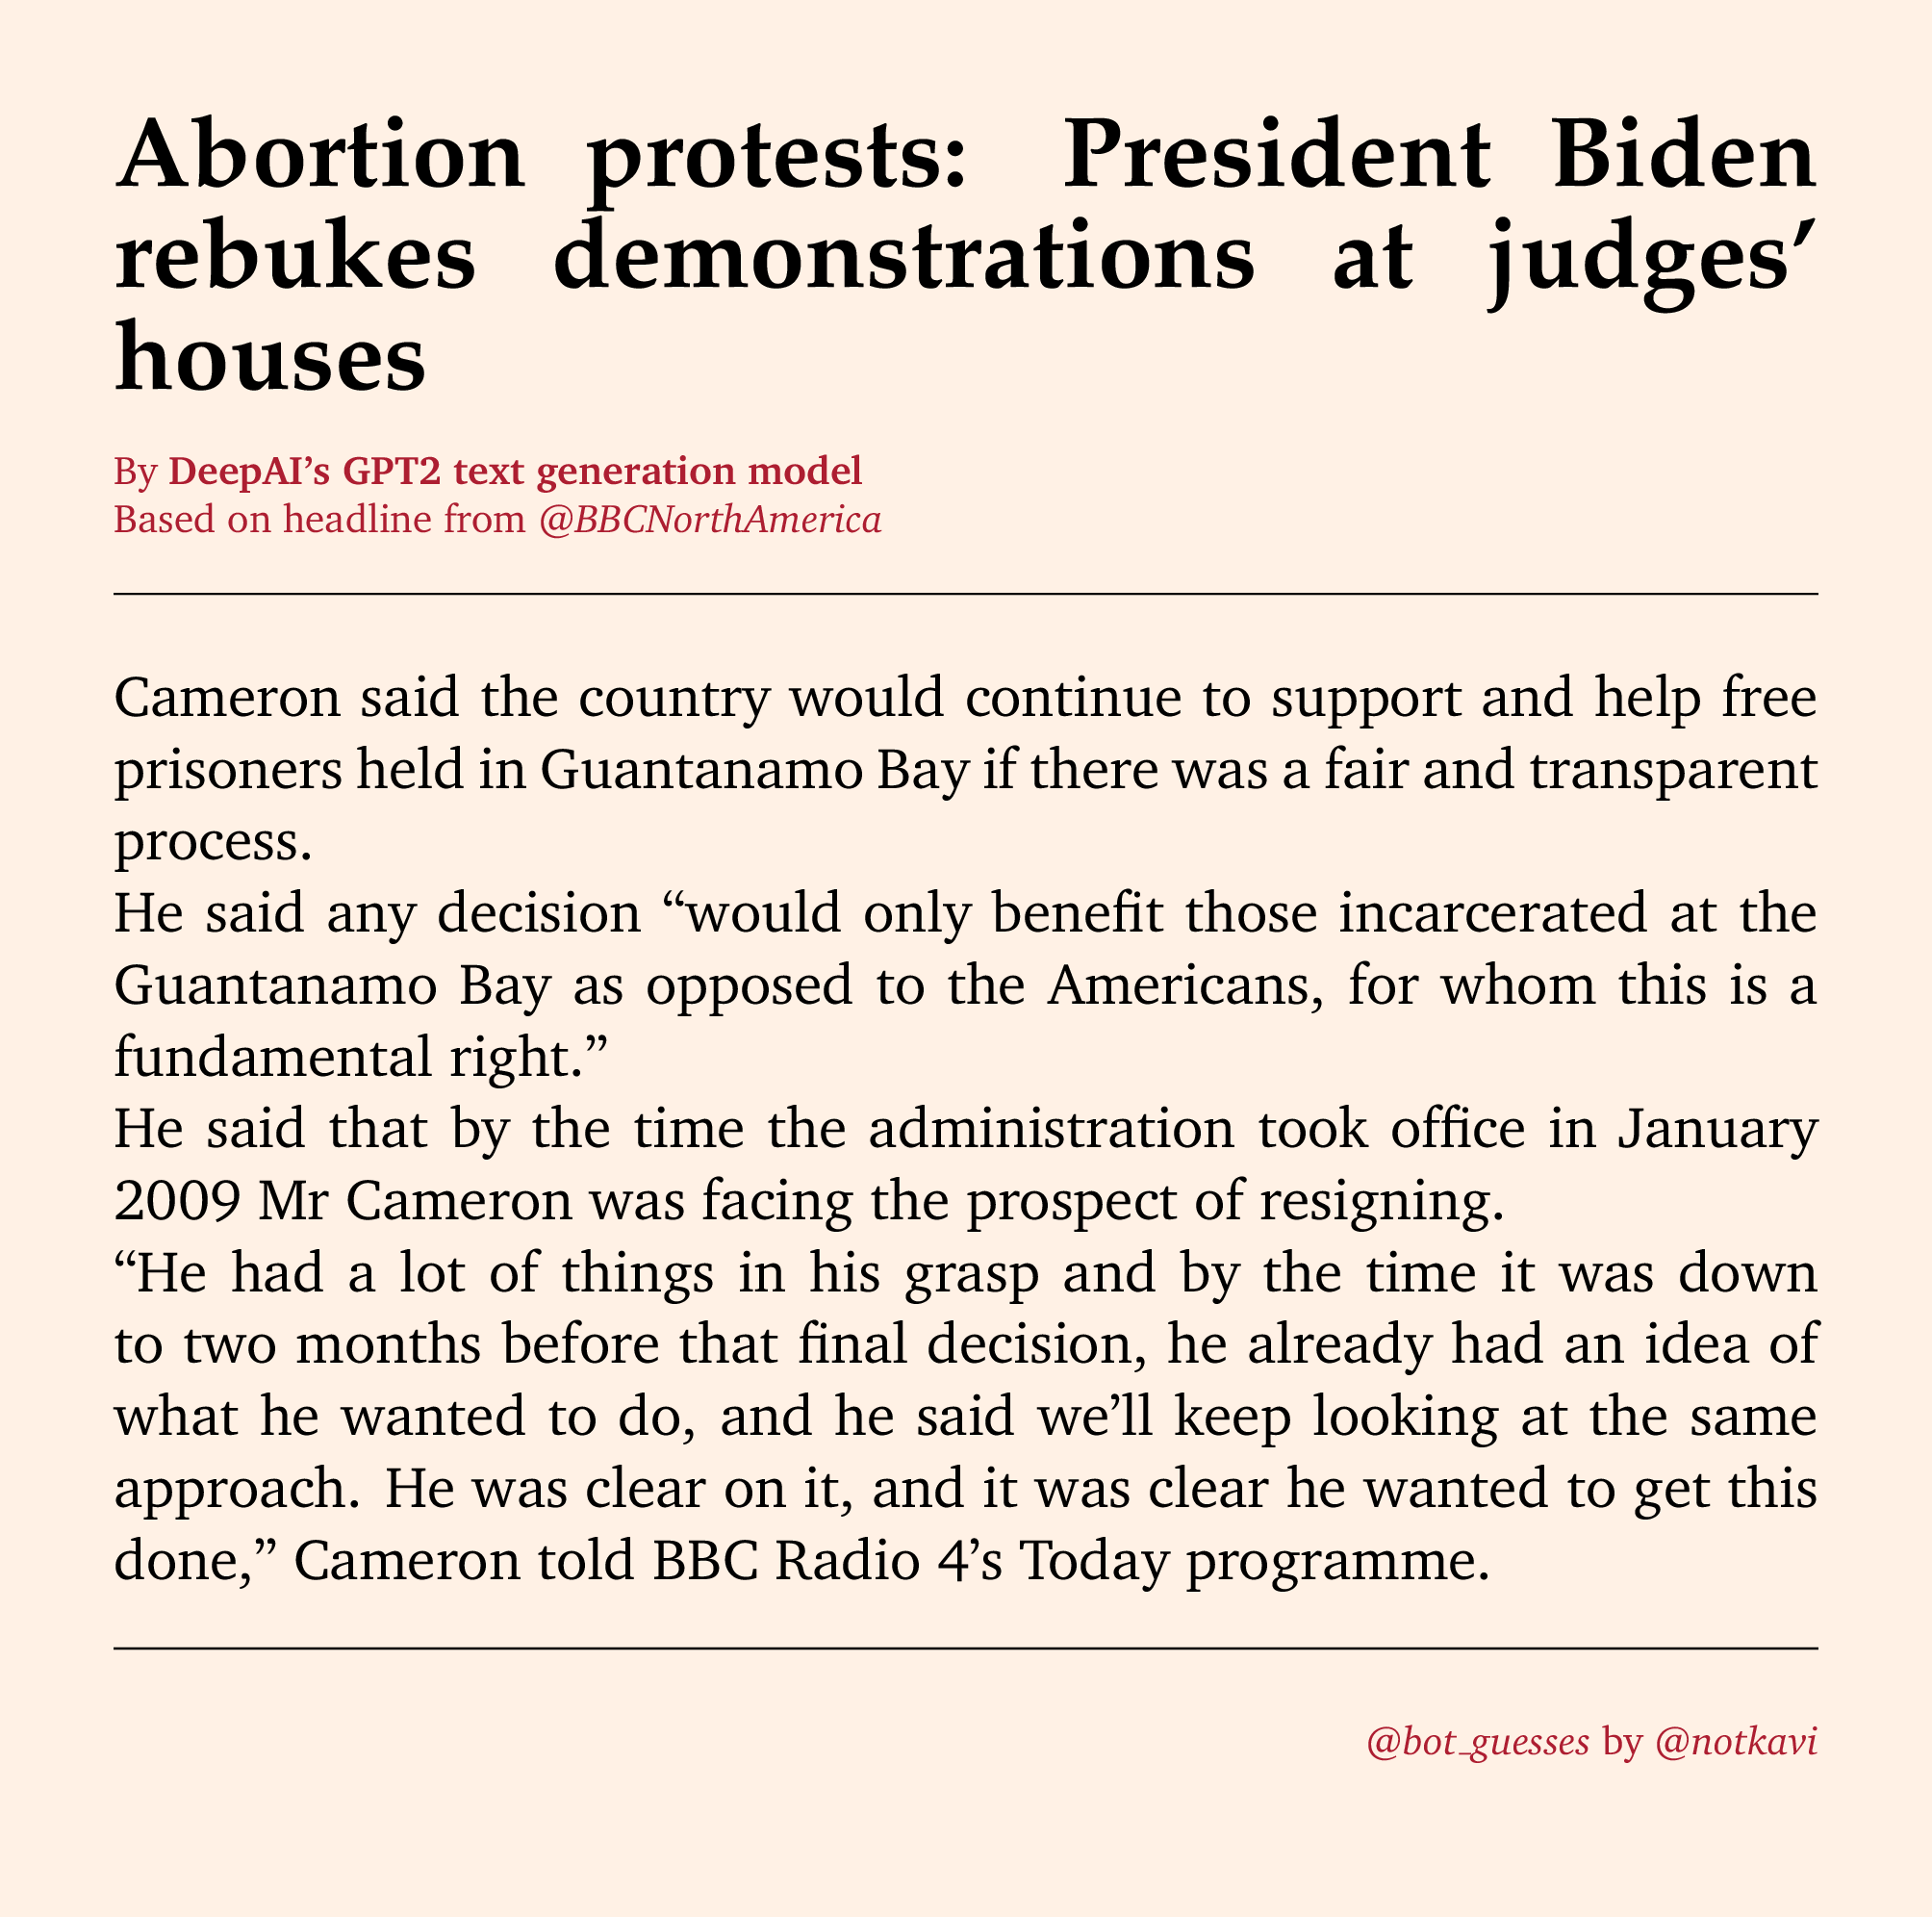 Abortion protests: President Biden
rebukes demonstrations at judges’
houses
By DeepAI’s GPT2 text generation model
Based on headline from @BBCNorthAmerica
Cameron said the country would continue to support and help free
prisoners held in Guantanamo Bay if there was a fair and transparent
process.
He said any decision “would only benefit those incarcerated at the
Guantanamo Bay as opposed to the Americans, for whom this is a
fundamental right.”
He said that by the time the administration took office in January
2009 Mr Cameron was facing the prospect of resigning.
“He had a lot of things in his grasp and by the time it was down
to two months before that final decision, he already had an idea of
what he wanted to do, and he said we’ll keep looking at the same
approach. He was clear on it, and it was clear he wanted to get this
done,” Cameron told BBC Radio 4’s Today programme.
@bot_guesses by @notkavi